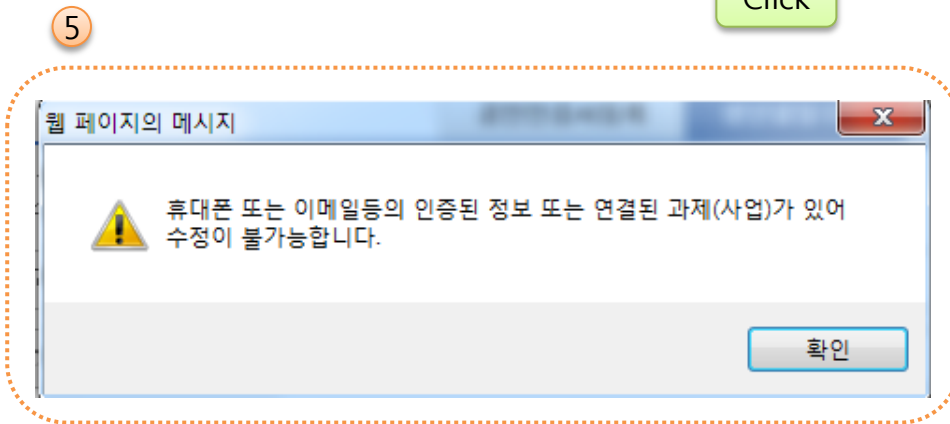 Click
5
웹 페이지의 메시지
휴대폰 또는 이메일등의 인증된 정보 또는 연결된 과제(사업)가 있어
수정이 불가능합니다.
확인